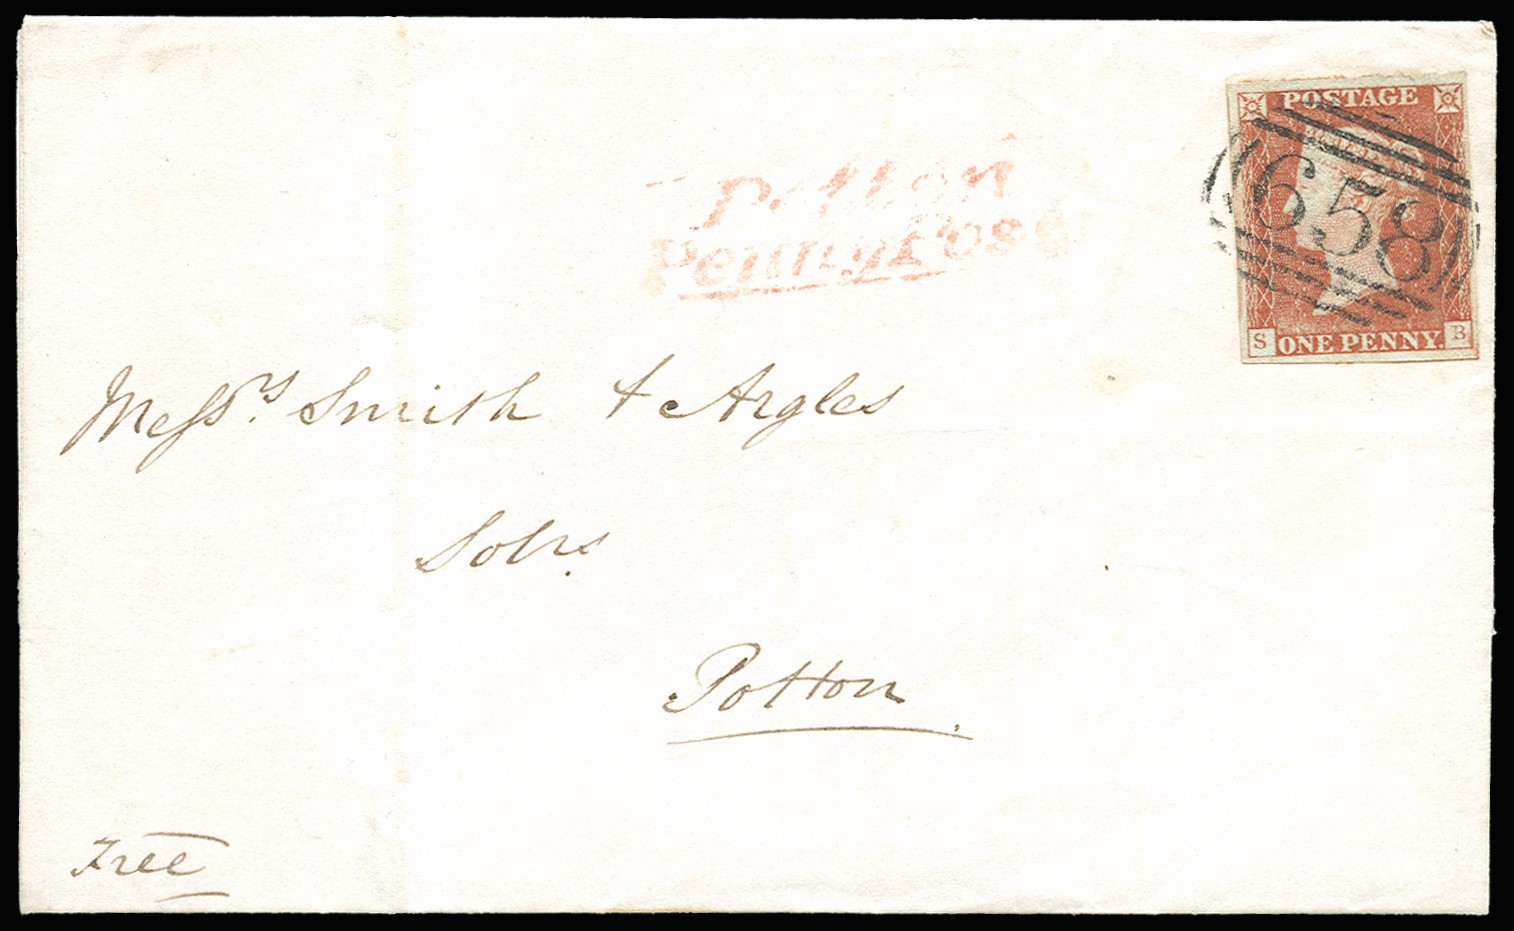 POSTAGE
658
S ONE PENNY. B
Potton
Penny Post
Messrs. Smith & Argles
Solrs.
Potton.
Free